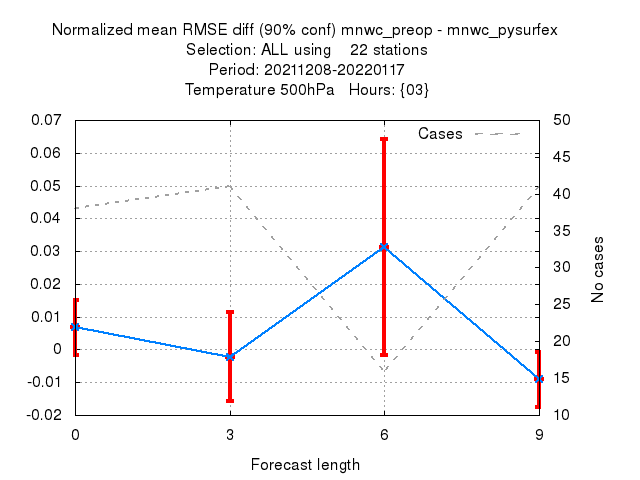 Normalized mean RMSE diff (90% conf) mnwc_preop - mnwc_pysurfex
Selection: ALL using    22 stations
Period: 20211208-20220117
Temperature 500hPa   Hours: {03}
Cases
0.07
0.06
0.05
0.04
0.03
0.02
0.01
0
-0.01
-0.02
50
45
40
35
30
25
20
15
10
No cases
0 3 6 9
Forecast length